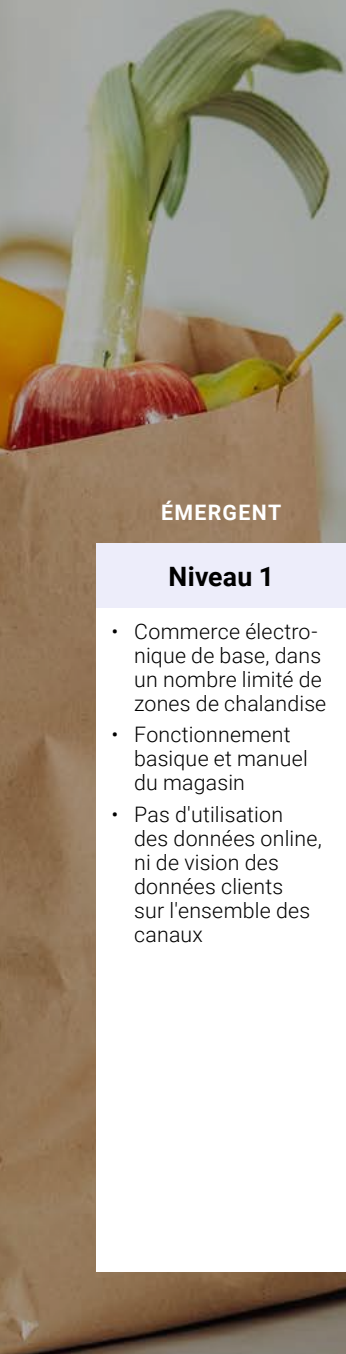 ÉMERGENT
Niveau 1
• Commerce électro-
nique de base, dans
un nombre limité de
zones de chalandise
• Fonctionnement
basique et manuel
du magasin
• Pas d'utilisation
des données online,
ni de vision des
données clients
sur l'ensemble des
canaux